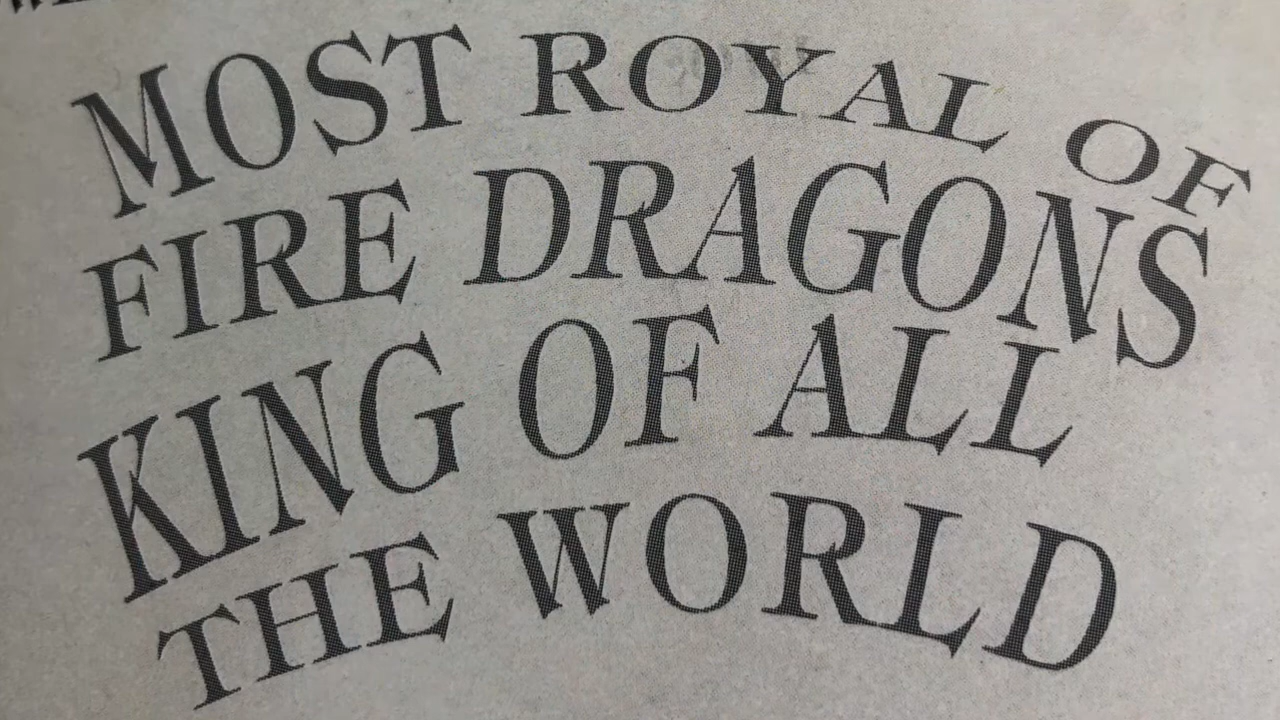 MOST ROYAL OF
FIRE DRAGONS
KING OF ALL
THE WORLD